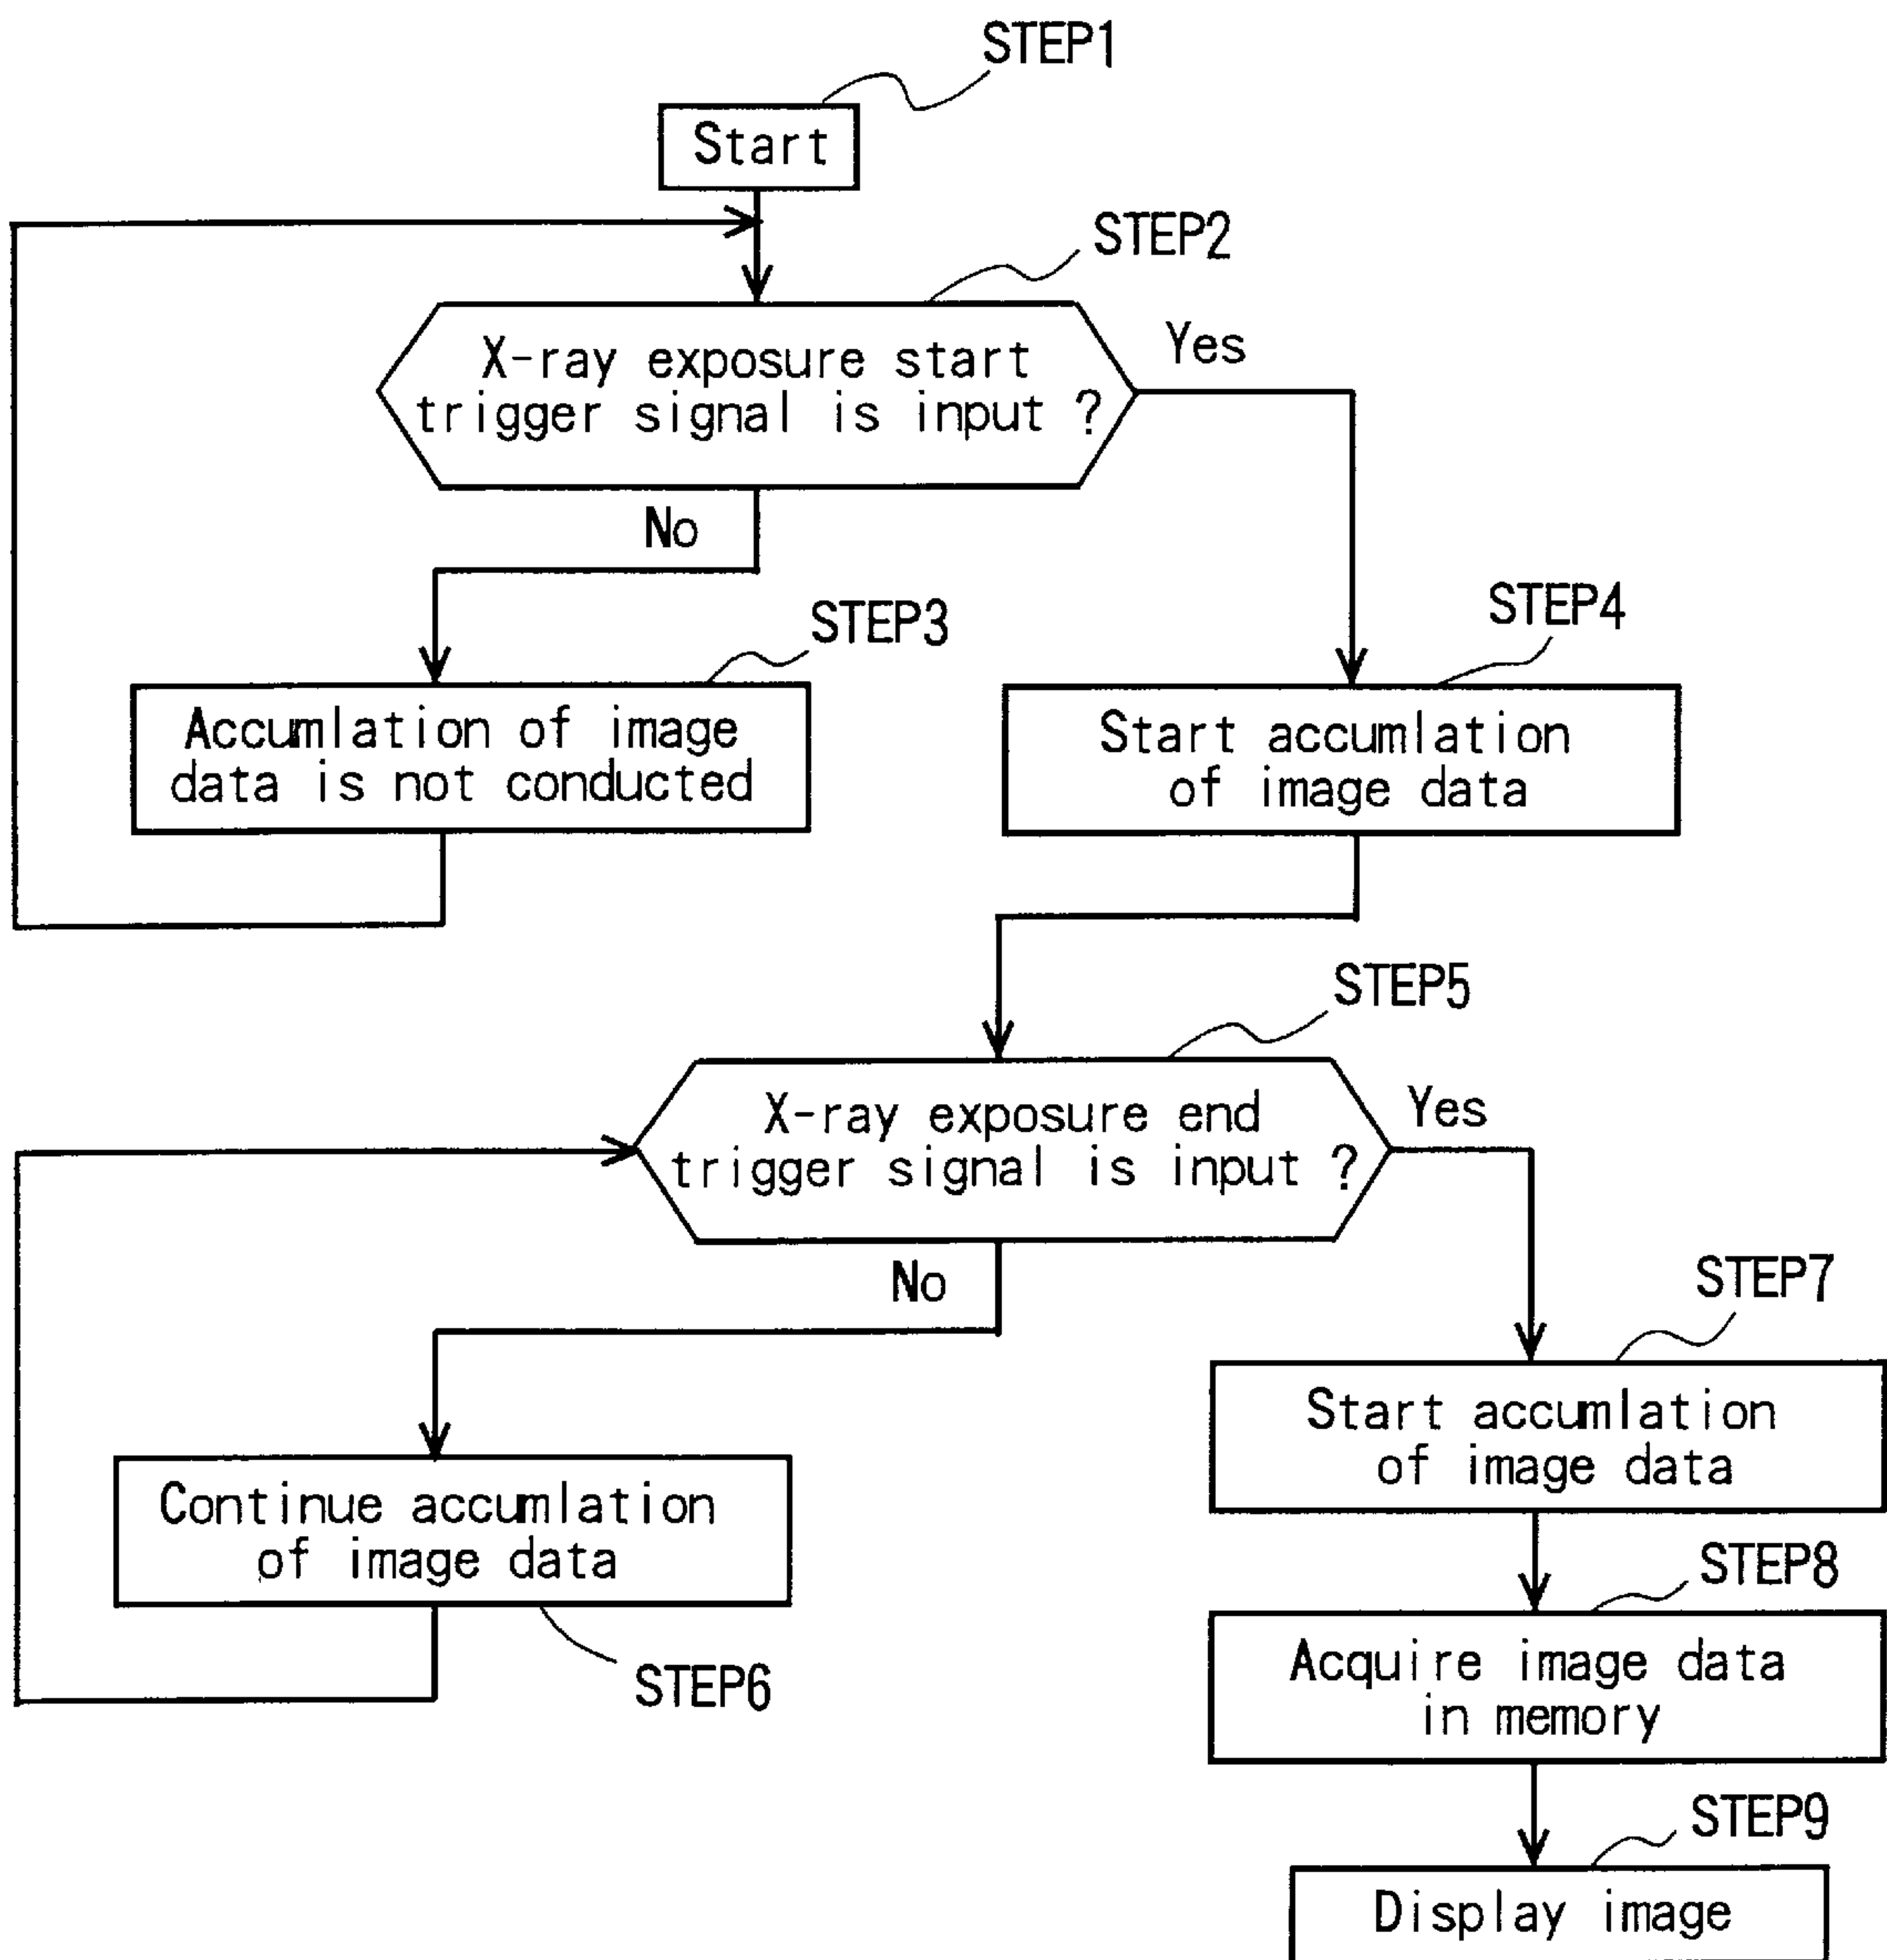 STEP1
Start
STEP2
X-ray exposure start
trigger signal is input ?
Yes
No
STEP3
Accumlation of image
data is not conducted
STEP4
Start accumlation
of image data
STEP5
X-ray exposure end
trigger signal is input ?
Yes
No
Continue accumlation
of image data
STEP6
STEP7
Start accumlation
of image data
STEP8
Acquire image data
in memory
STEP9
Display image